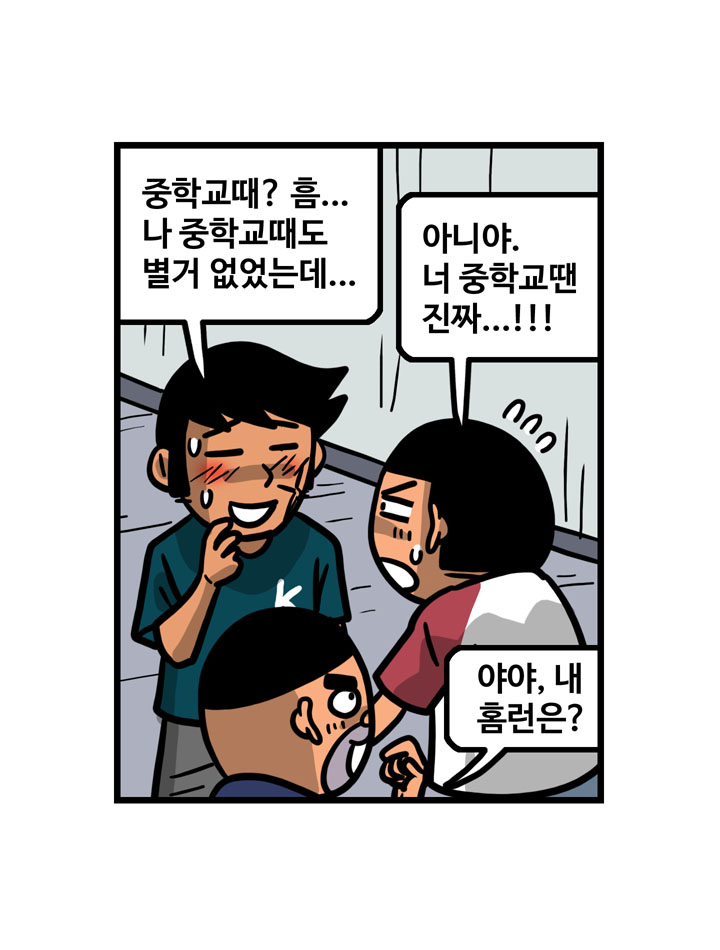 중학교때? 흠...
나 중학교때도
별거 없었는데...
아니야.
너 중학교땐
진짜...!!!
K
야야, 내
홈런은?